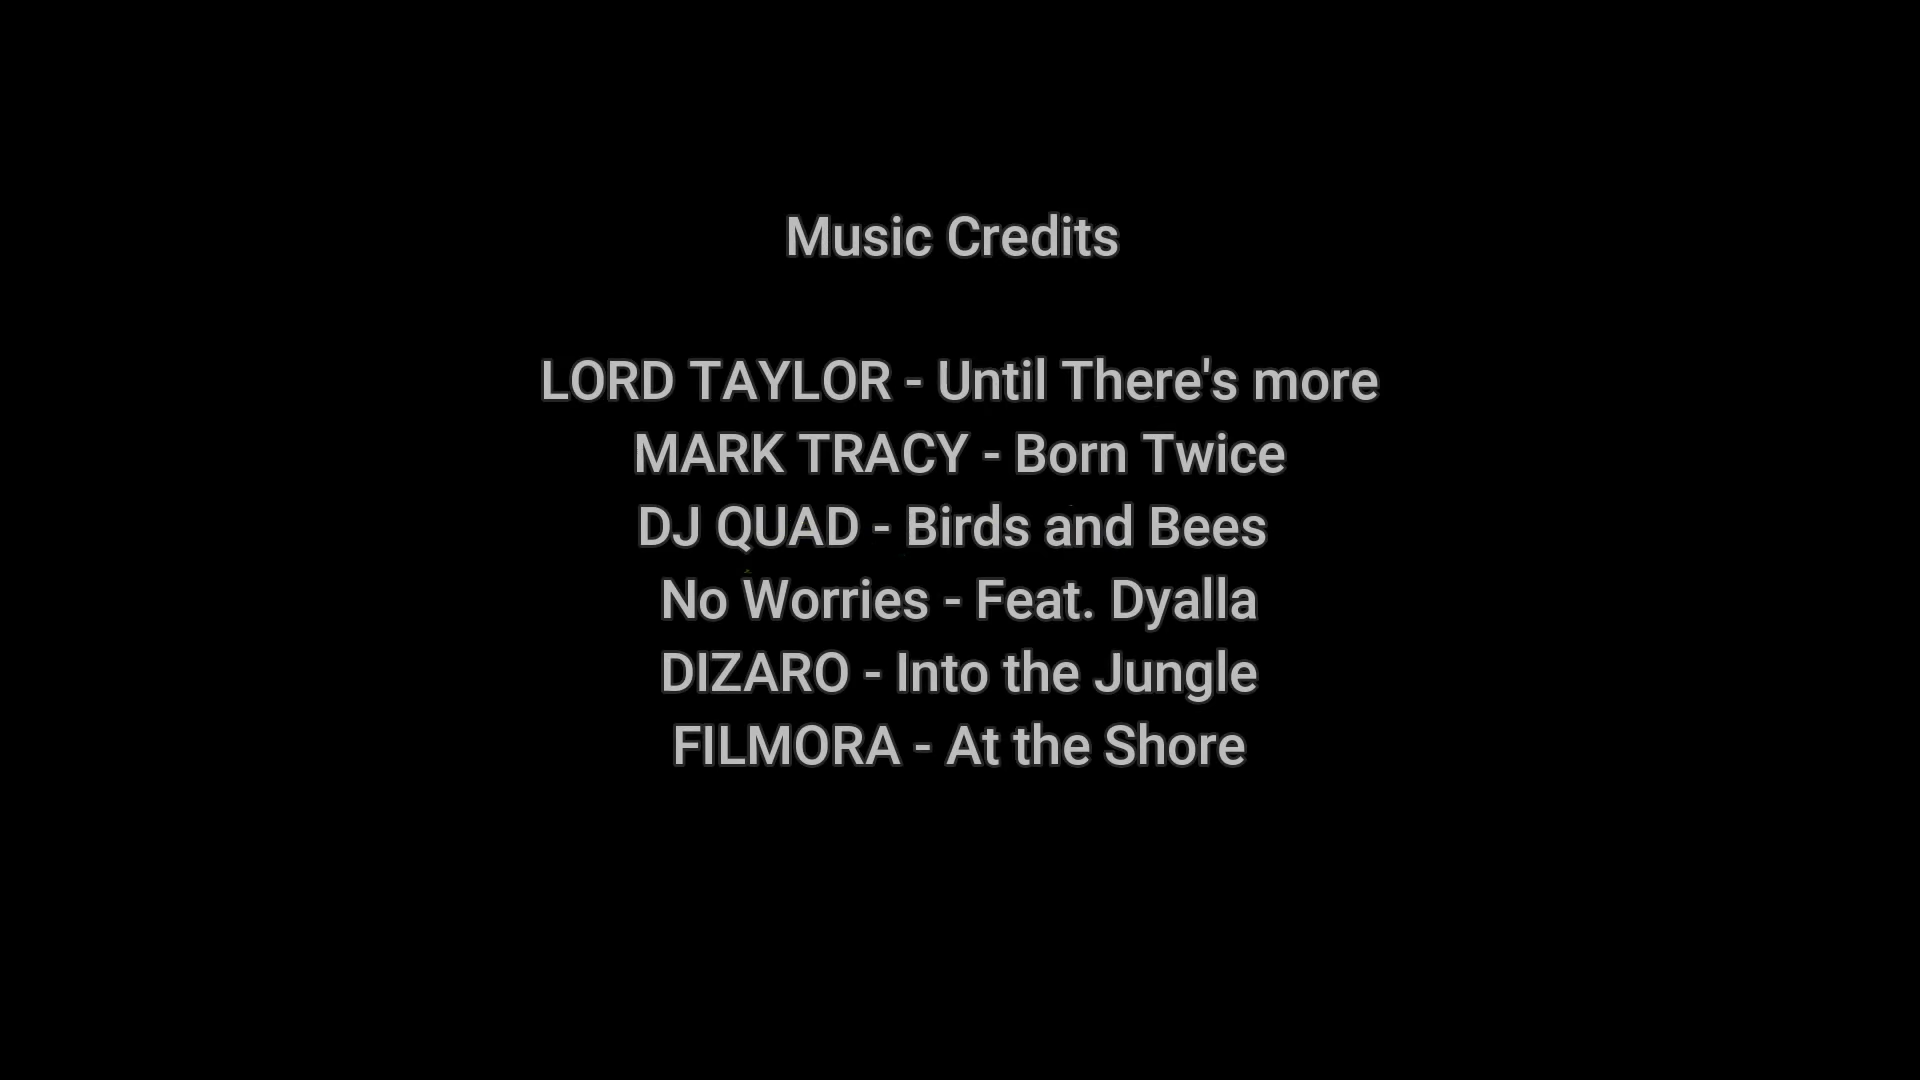 Music Credits
LORD TAYLOR - Until There's more
MARK TRACY - Born Twice
DJ QUAD - Birds and Bees
No Worries - Feat. Dyalla
DIZARO - Into the Jungle
FILMORA - At the Shore